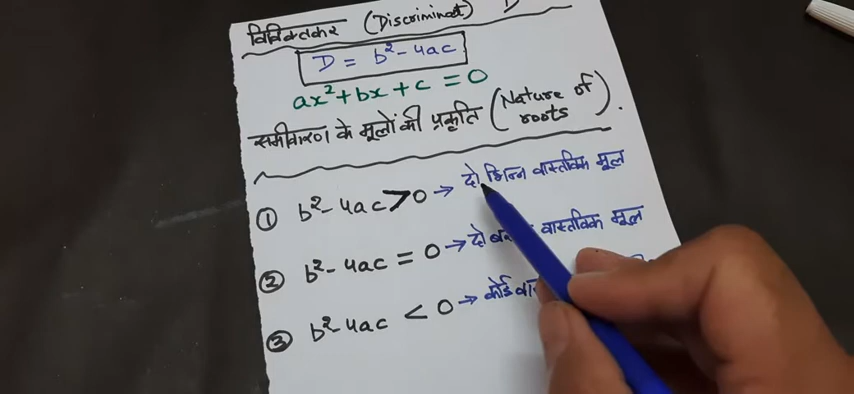 विविक्तकर (Discriminant) D
D = b² - 4ac
ax² + bx + c = 0
समीकरण के मूलों की प्रकृति (Nature of roots).
① b² - 4ac > 0 → दो भिन्न वास्तविक मूल
② b² - 4ac = 0 → दो वास्तविक मूल
③ b² - 4ac < 0 → कोई